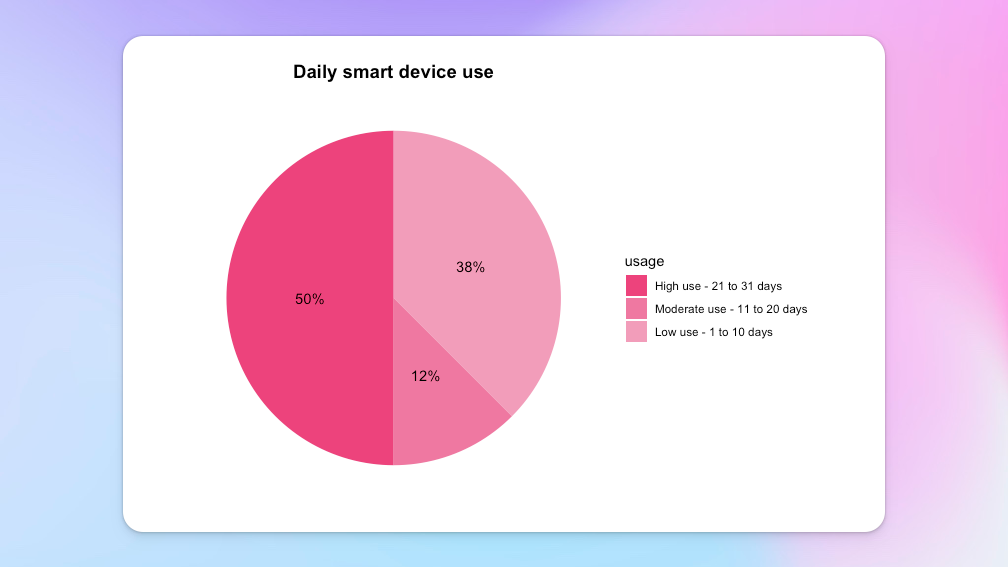 Daily smart device use
38%
50%
12%
usage
High use - 21 to 31 days
Moderate use - 11 to 20 days
Low use - 1 to 10 days